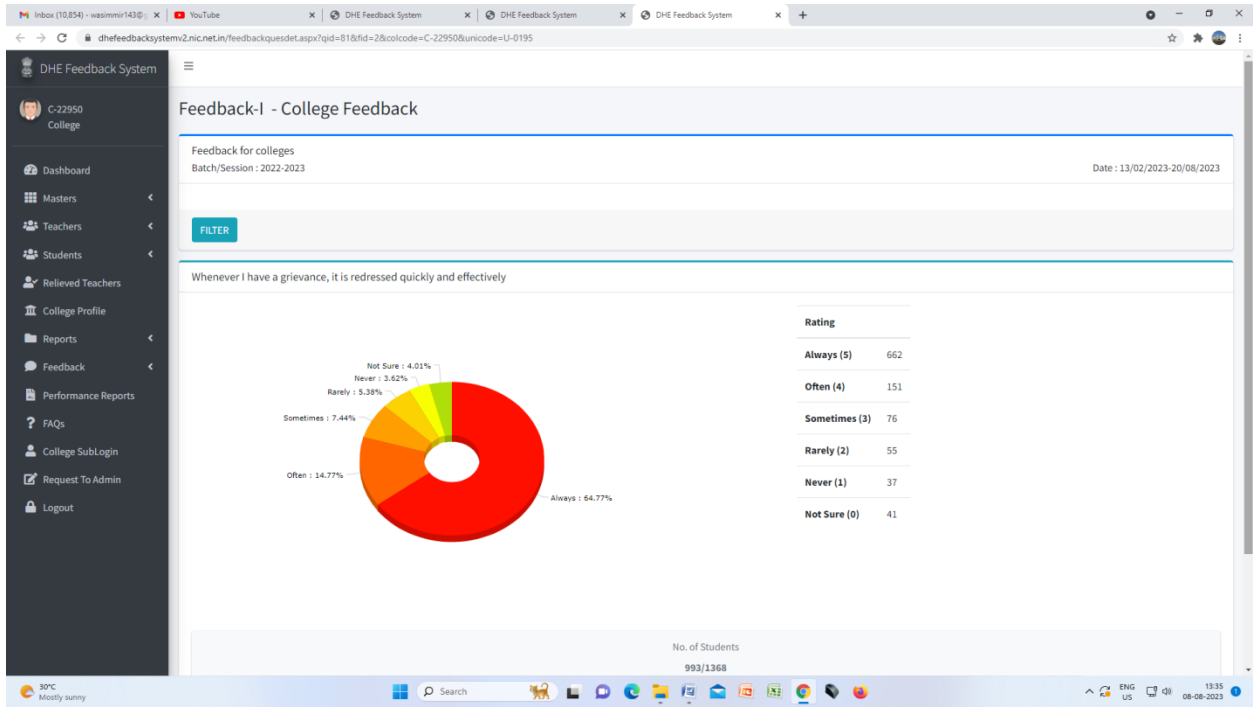 Inbox (10,854) - wasimmir143@g
YouTube
DHE Feedback System
DHE Feedback System
DHE Feedback System
dhefeedbacksystemv2.nic.net.in/feedbackquesdet.aspx?qid=81&fid=2&colcode=C-22950&unicode=U-0195
DHE Feedback System
C-22950
College
Dashboard
Masters
Teachers
Students
Relieved Teachers
College Profile
Reports
Feedback
Performance Reports
FAQs
College SubLogin
Request To Admin
Logout
Feedback-I - College Feedback
Feedback for colleges
Batch/Session : 2022-2023
Date : 13/02/2023-20/08/2023
FILTER
Whenever I have a grievance, it is redressed quickly and effectively
Not Sure : 4.01%
Never : 3.62%
Rarely : 5.38%
Sometimes : 7.44%
Often : 14.77%
Always : 64.77%
Rating
Always (5) 662
Often (4) 151
Sometimes (3) 76
Rarely (2) 55
Never (1) 37
Not Sure (0) 41
No. of Students
993/1368
30°C
Mostly sunny
Search
ENG
US
13:35
08-08-2023
1